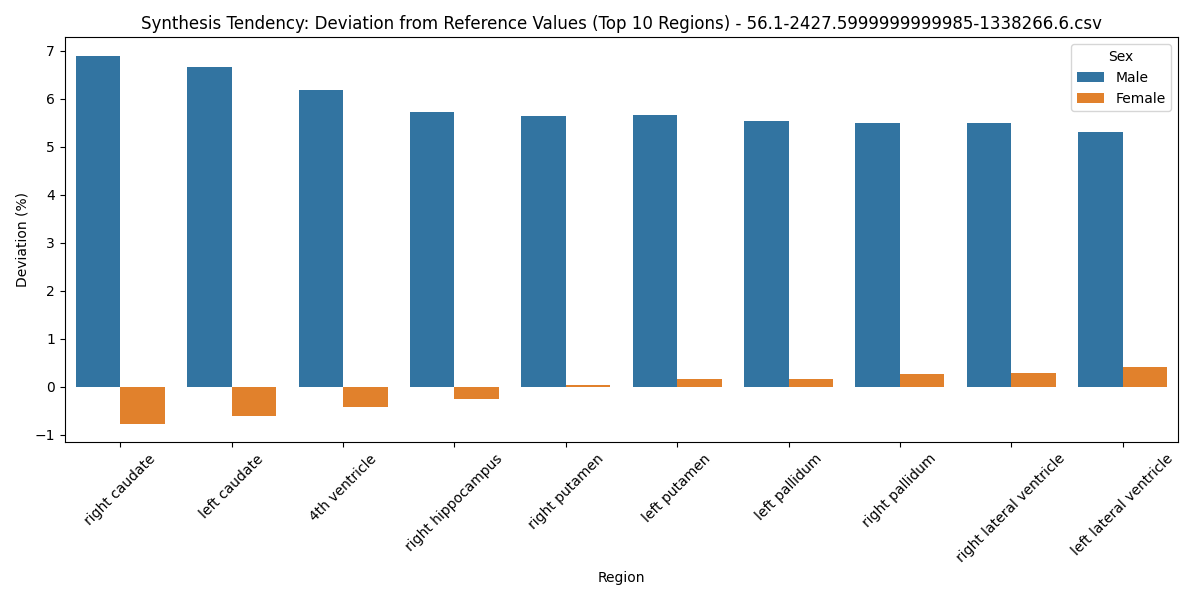 Synthesis Tendency: Deviation from Reference Values (Top 10 Regions) - 56.1-2427.5999999999985-1338266.6.csv
Sex
Male
Female
Deviation (%)
7
6
5
4
3
2
1
0
−1
right caudate
left caudate
4th ventricle
right hippocampus
right putamen
left putamen
left pallidum
right pallidum
right lateral ventricle
left lateral ventricle
Region